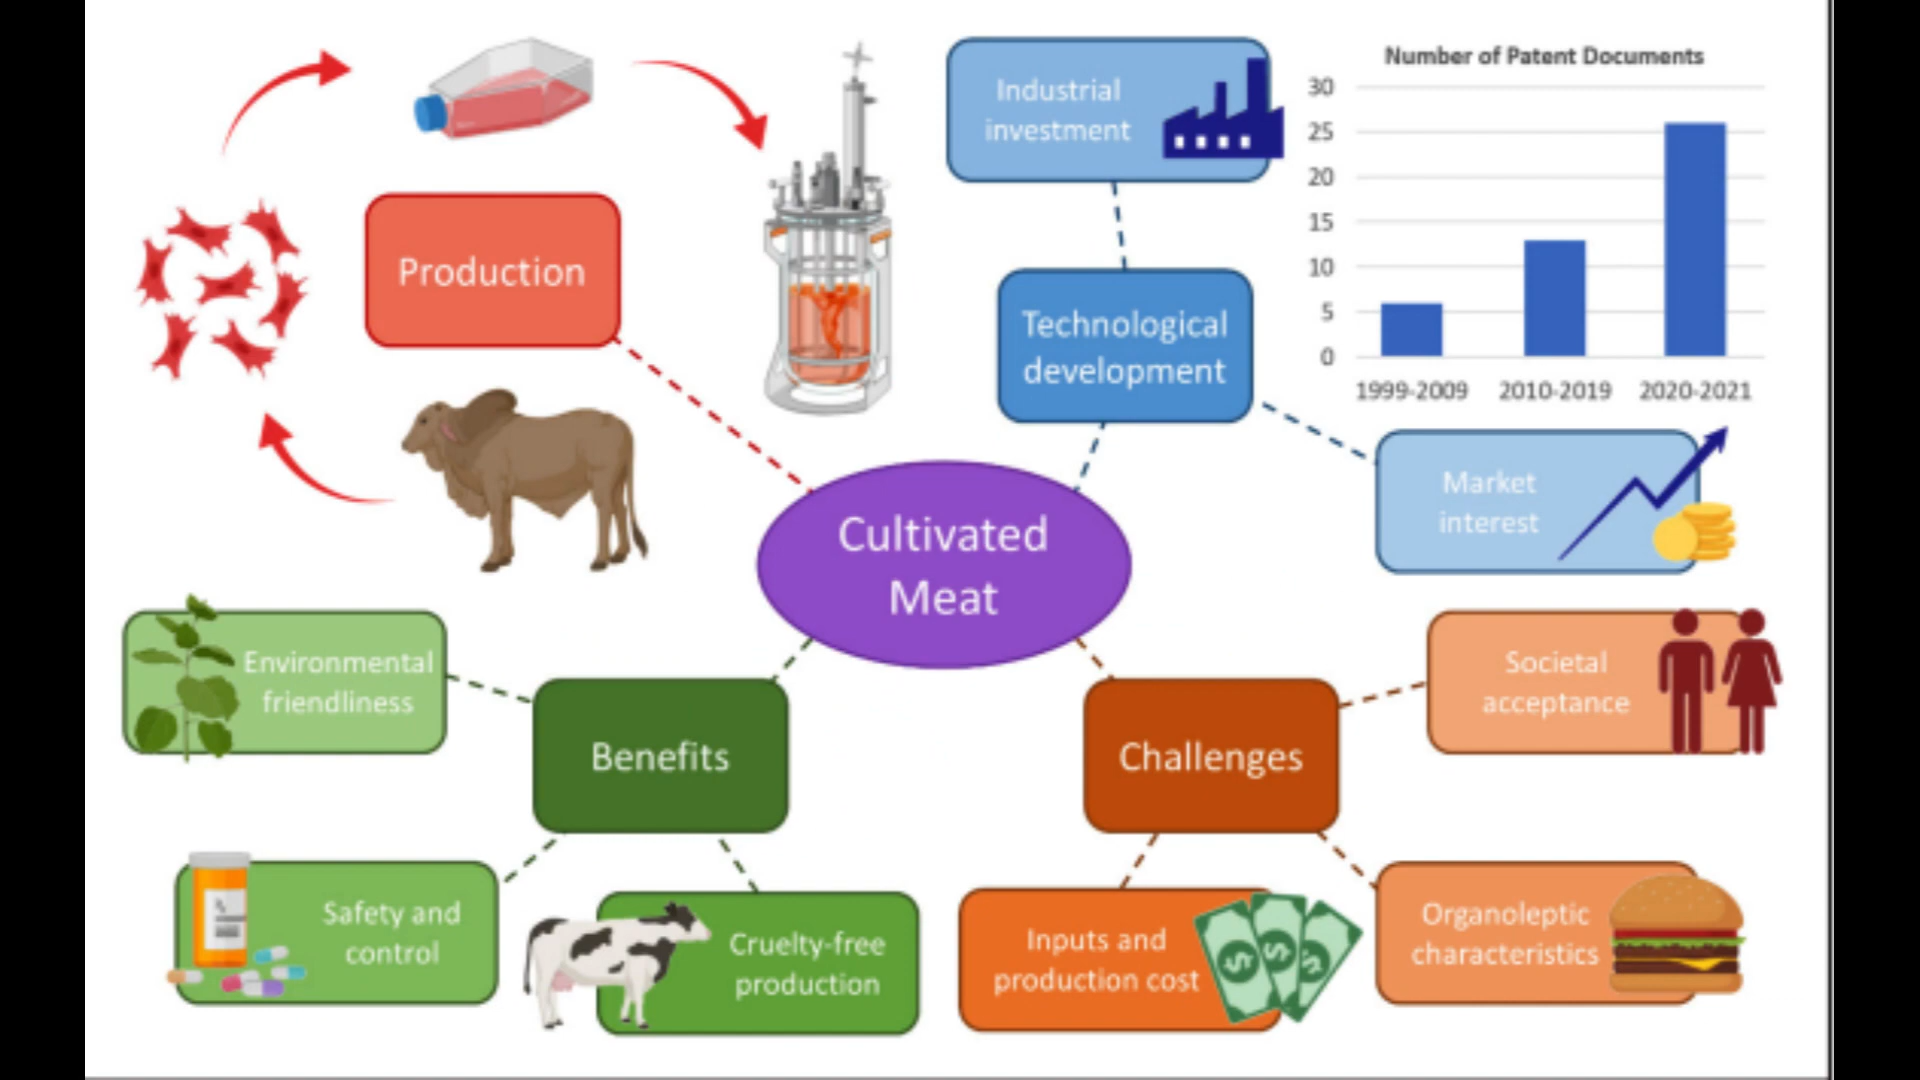 Industrial
investment
Number of Patent Documents
30
25
20
15
10
5
0
1999-2009 2010-2019 2020-2021
Production
Technological
development
Market
interest
Cultivated
Meat
Environmental
friendliness
Benefits
Challenges
Societal
acceptance
Safety and
control
Cruelty-free
production
Inputs and
production cost
Organoleptic
characteristics